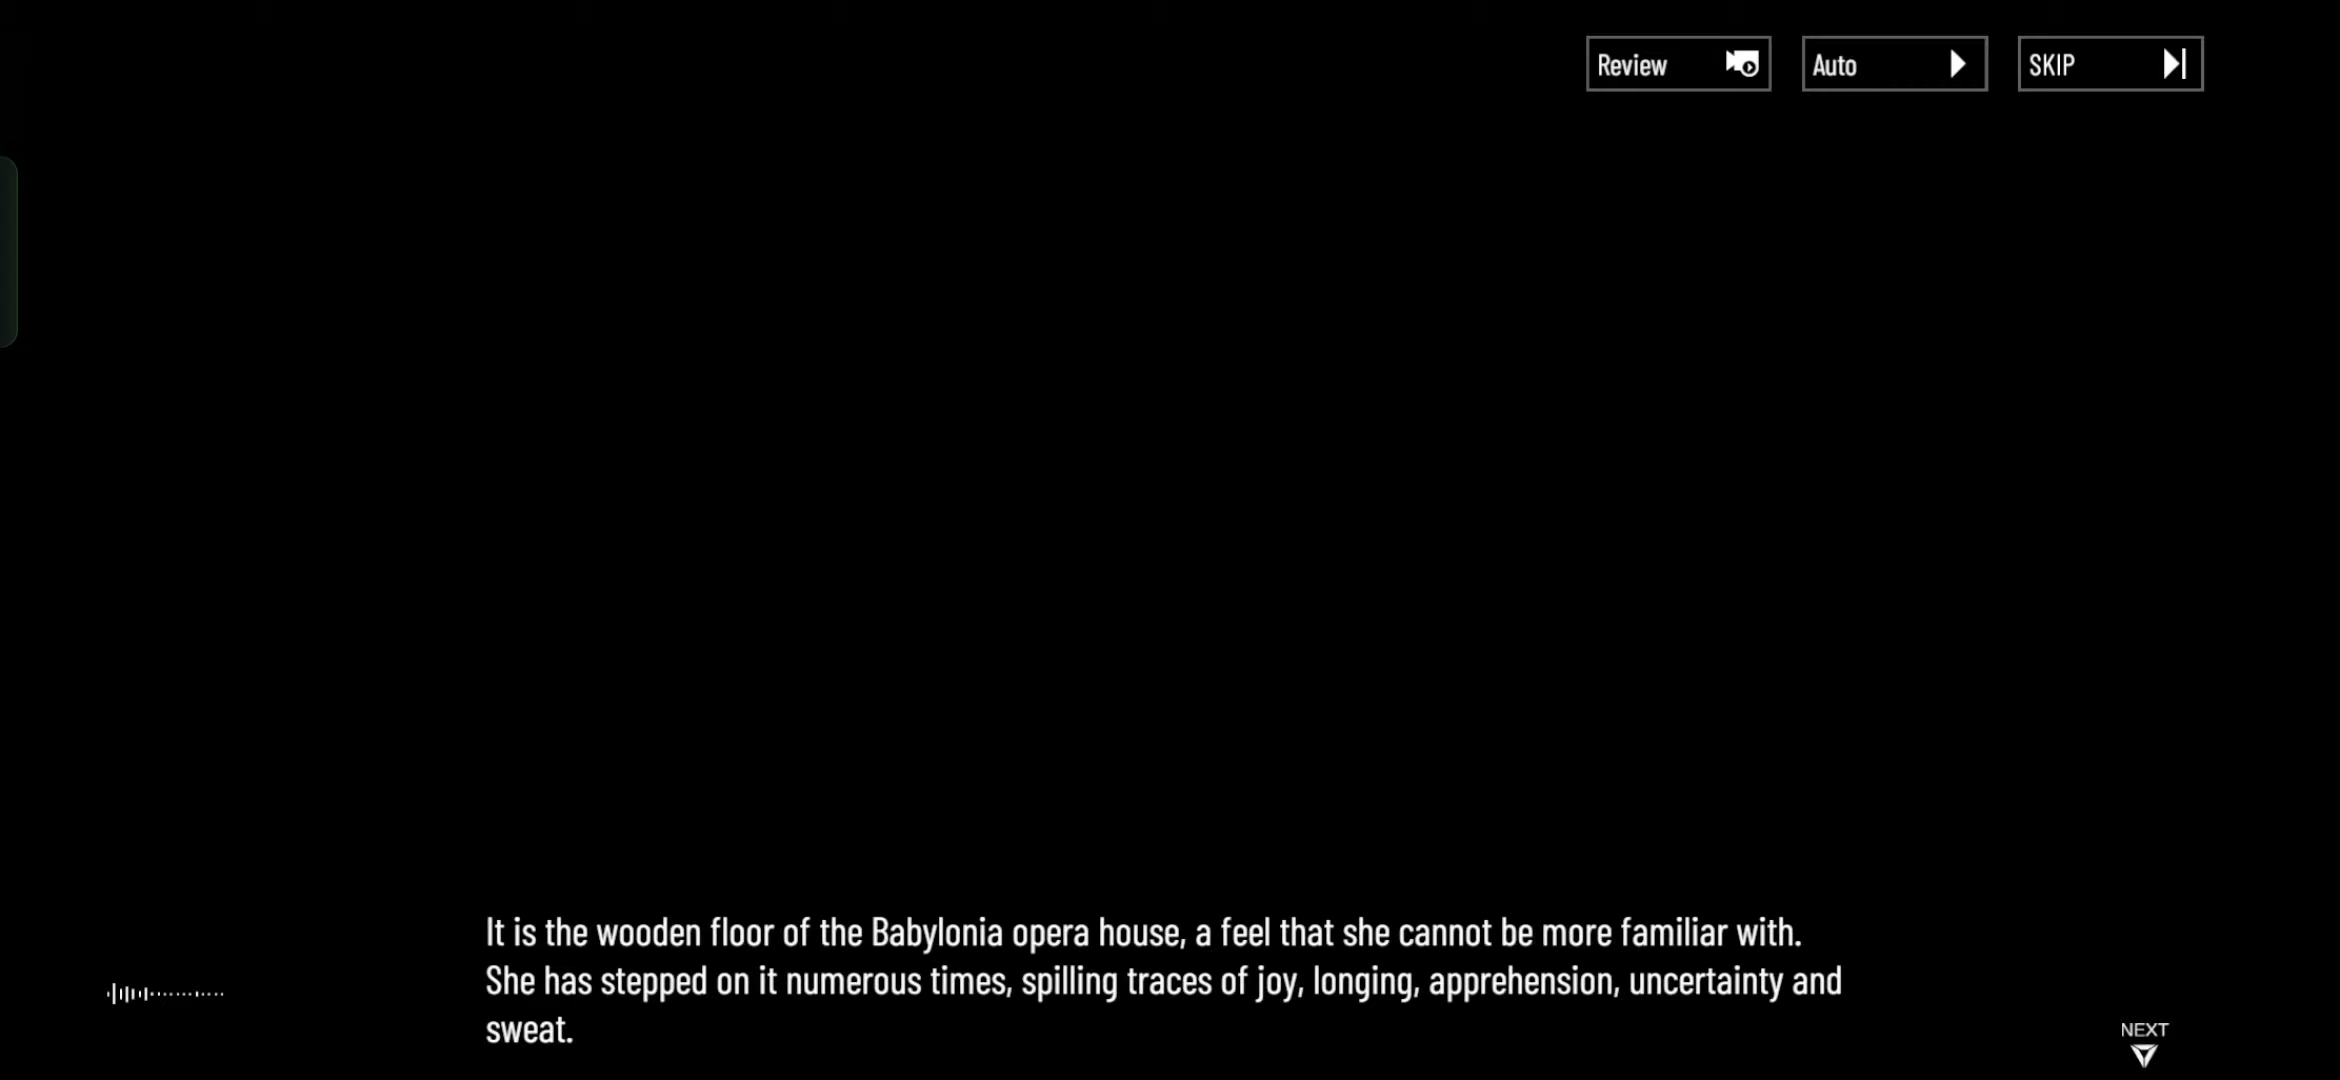 Review
Auto
SKIP
It is the wooden floor of the Babylonia opera house, a feel that she cannot be more familiar with.
She has stepped on it numerous times, spilling traces of joy, longing, apprehension, uncertainty and
sweat.
NEXT